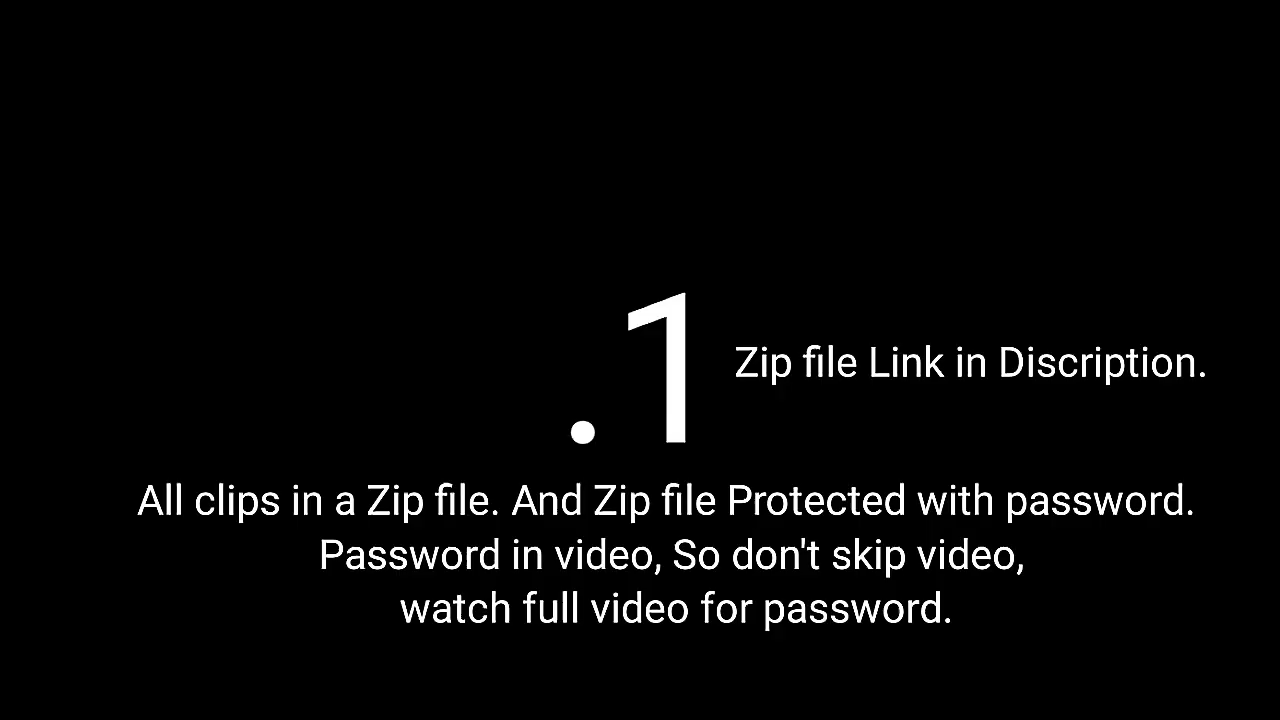 .1
Zip file Link in Discription.
All clips in a Zip file. And Zip file Protected with password.
Password in video, So don't skip video,
watch full video for password.